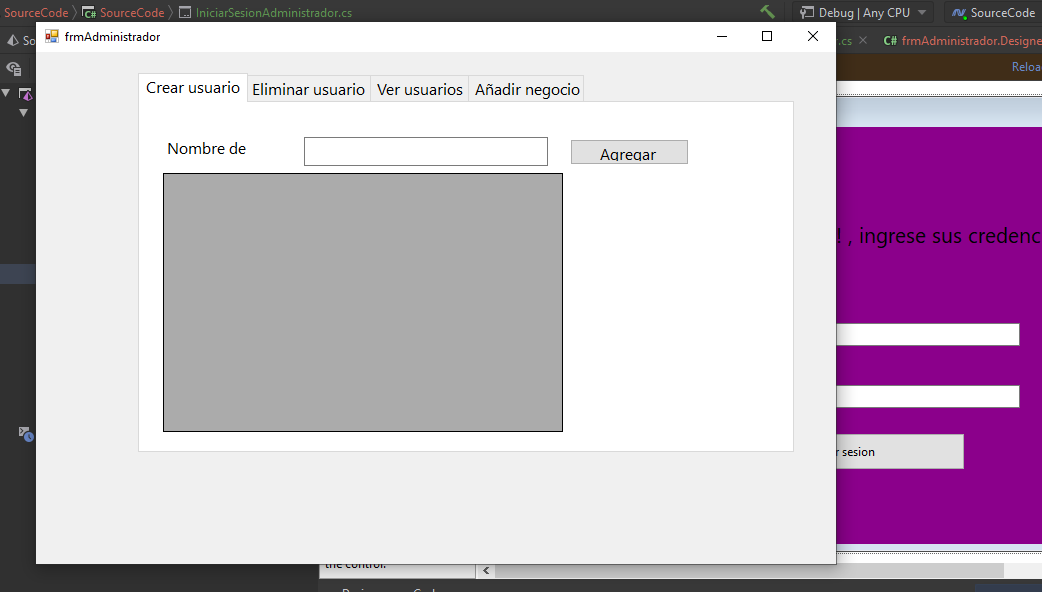 SourceCode SourceCode IniciarSesionAdministrador.cs
Debug | Any CPU SourceCode
So
frmAdministrador
.cs
C# frmAdministrador.Designe
Reloa
Crear usuario Eliminar usuario Ver usuarios Añadir negocio
Nombre de
Agregar
! , ingrese sus credenc
r sesion
the control.